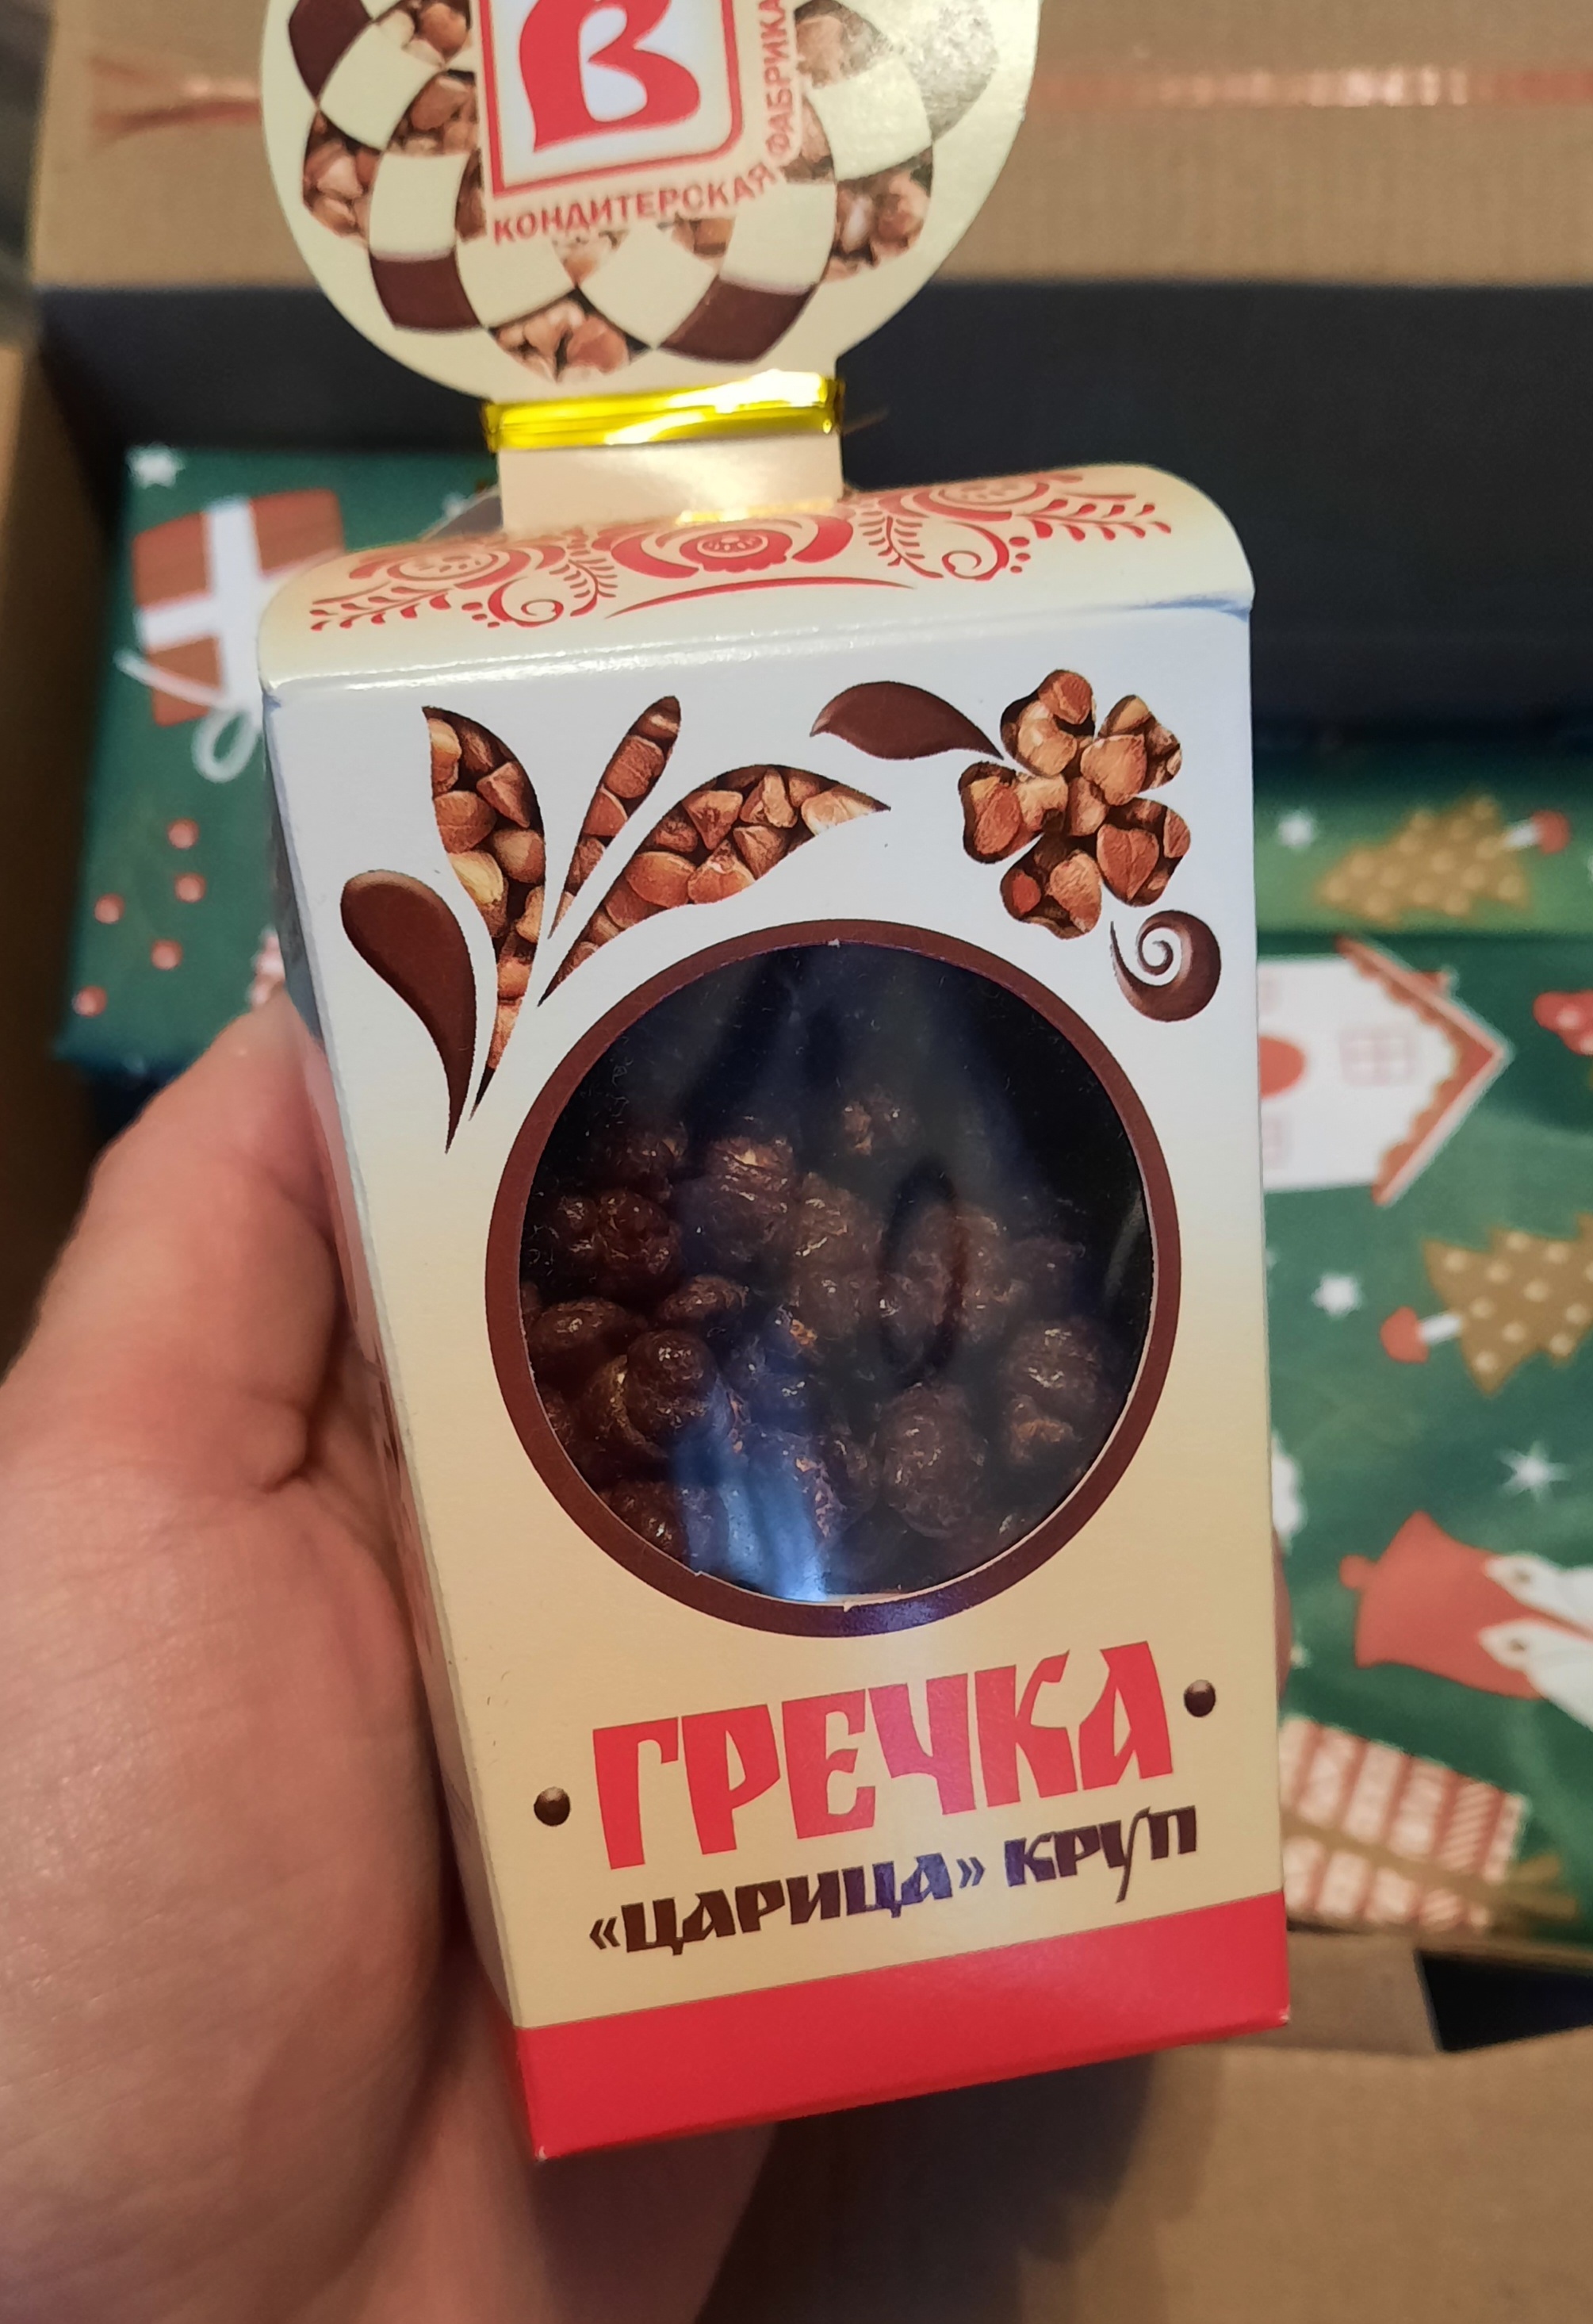 В
КОНДИТЕРСКАЯ ФАБРИКА
ГРЕЧКА
«ЦАРИЦА» КРУП